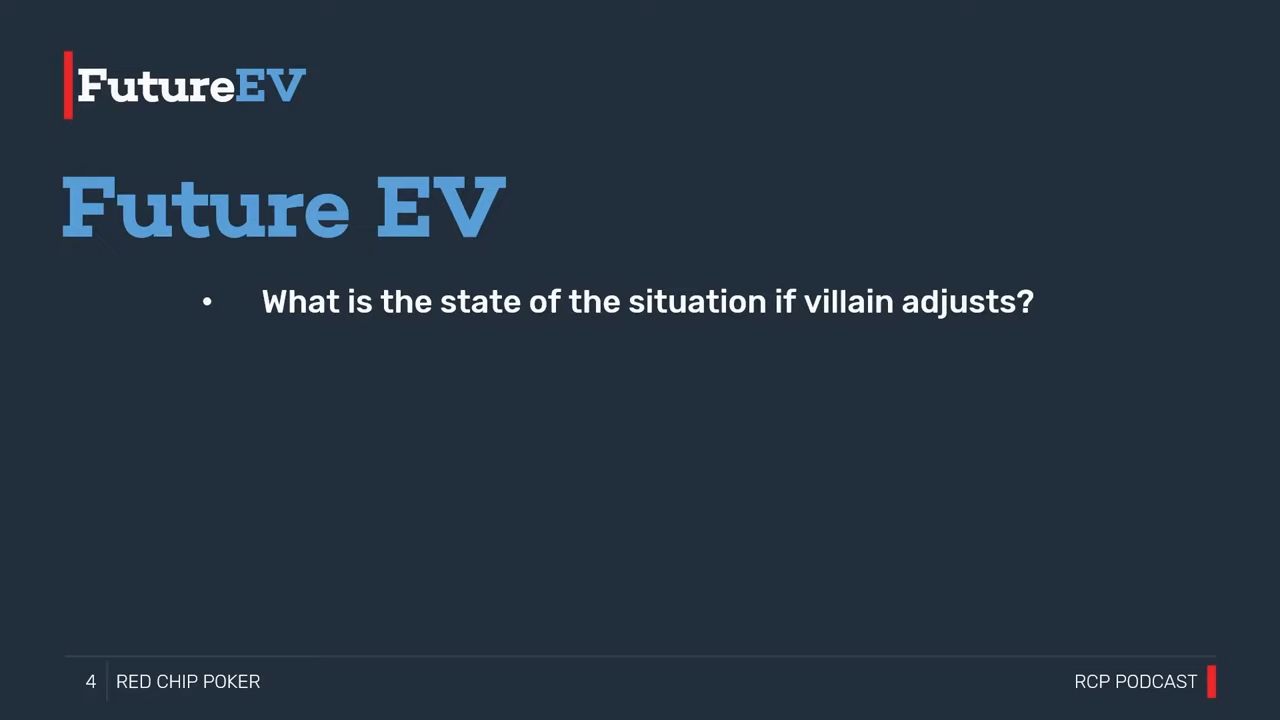 FutureEV
Future EV
• What is the state of the situation if villain adjusts?
4 RED CHIP POKER
RCP PODCAST